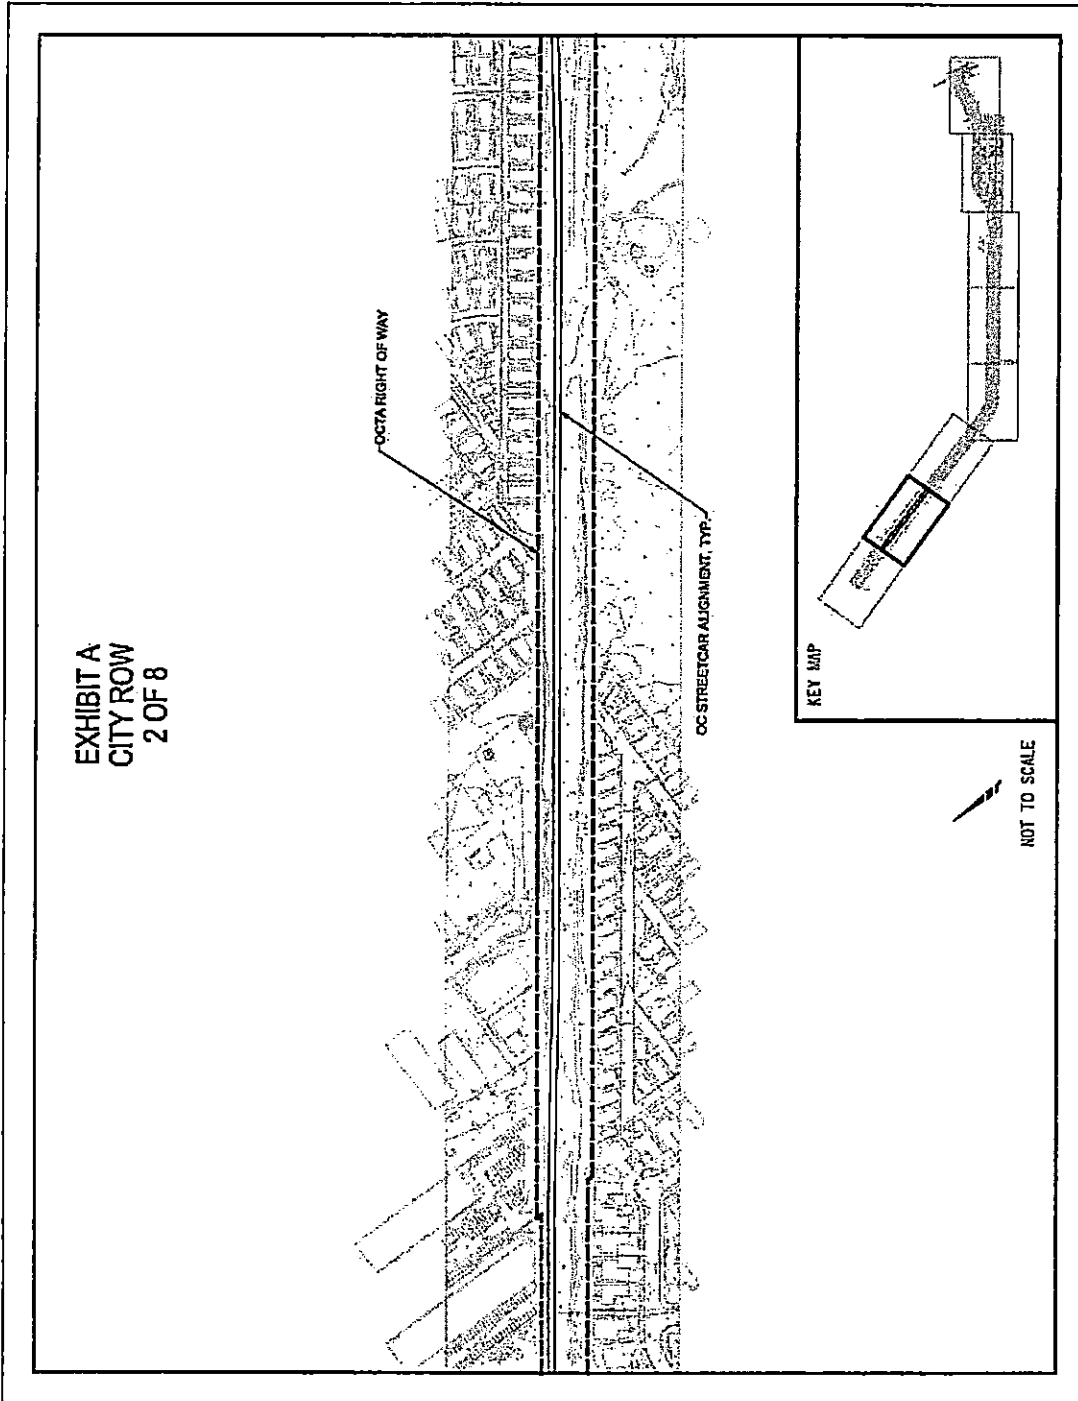 EXHIBIT A
CITY ROW
2 OF 8
OCTA RIGHT OF WAY
OC STREETCAR ALIGNMENT, TYP.
KEY MAP
NOT TO SCALE